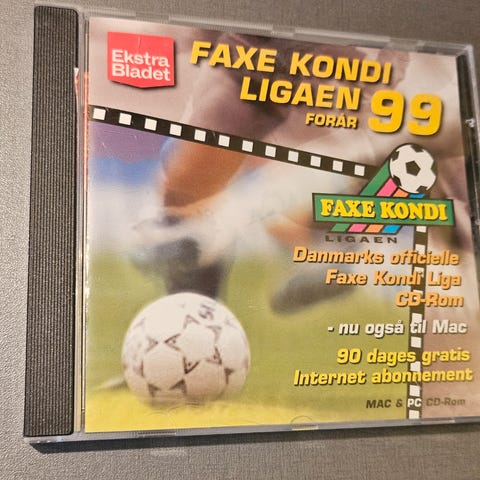 Ekstra
Bladet
FAXE KONDI
LIGAEN 99
FORÅR
FAXE KONDI
LIGAEN
Danmarks officielle
Faxe Kondi Liga
CD-Rom
- nu også til Mac
90 dages gratis
Internet abonnement
MAC & PC CD-Rom